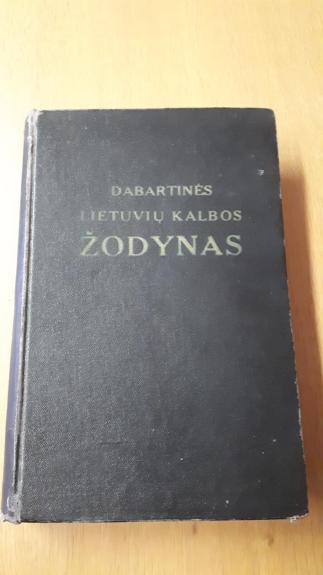 DABARTINĖS
LIETUVIŲ KALBOS
ŽODYNAS